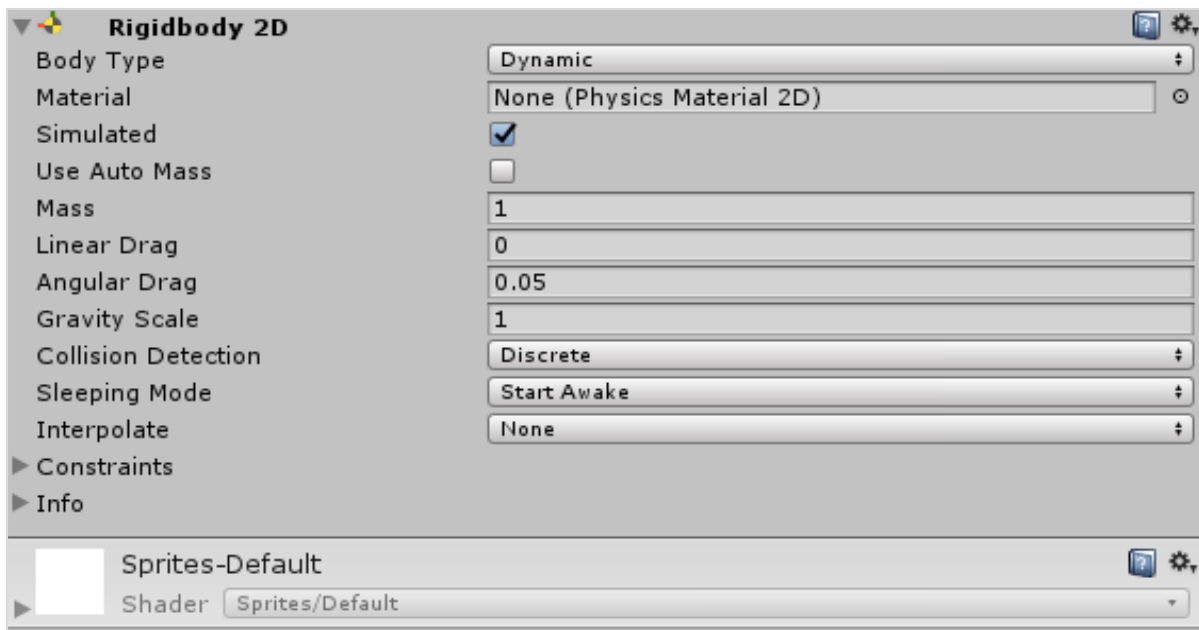 Rigidbody 2D
Body Type Dynamic
Material None (Physics Material 2D)
Simulated
Use Auto Mass
Mass 1
Linear Drag 0
Angular Drag 0.05
Gravity Scale 1
Collision Detection Discrete
Sleeping Mode Start Awake
Interpolate None
Constraints
Info
Sprites-Default
Shader Sprites/Default